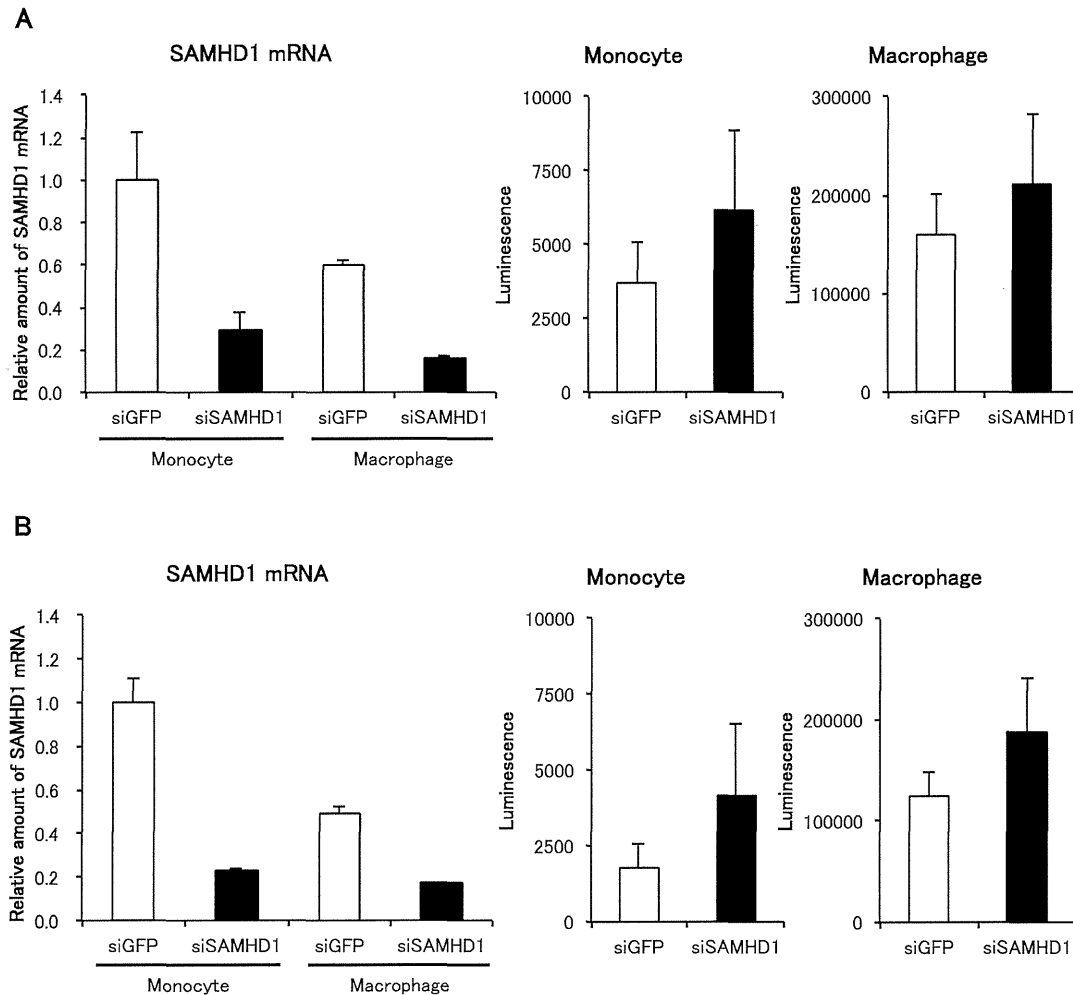 A
SAMHD1 mRNA
Relative amount of SAMHD1 mRNA
1.4
1.2
1.0
0.8
0.6
0.4
0.2
0.0
siGFP siSAMHD1 siGFP siSAMHD1
Monocyte Macrophage
Monocyte
Luminescence
10000
7500
5000
2500
0
siGFP siSAMHD1
Macrophage
Luminescence
300000
200000
100000
0
siGFP siSAMHD1
B
SAMHD1 mRNA
Relative amount of SAMHD1 mRNA
1.4
1.2
1.0
0.8
0.6
0.4
0.2
0.0
siGFP siSAMHD1 siGFP siSAMHD1
Monocyte Macrophage
Monocyte
Luminescence
10000
7500
5000
2500
0
siGFP siSAMHD1
Macrophage
Luminescence
300000
200000
100000
0
siGFP siSAMHD1